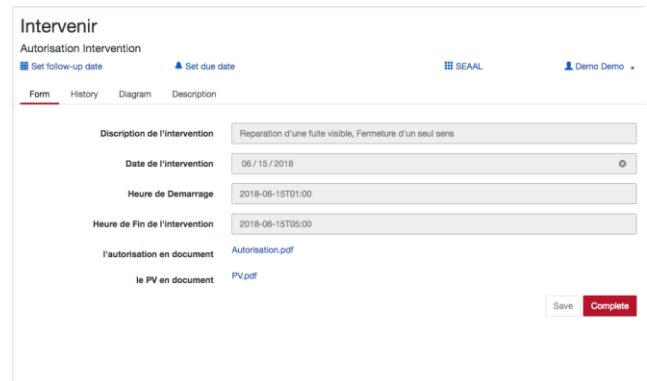 Intervenir
Autorisation Intervention
Set follow-up date Set due date SEAAL Demo Demo ×
Form History Diagram Description
Discription de l'intervention Reparation d'une fuite visible, Fermeture d'un seul sens
Date de l'intervention 06 / 15 / 2018
Heure de Demarrage 2018-06-15T01:00
Heure de Fin de l'intervention 2018-06-15T05:00
l'autorisation en document Autorisation.pdf
le PV en document PV.pdf
Save Complete